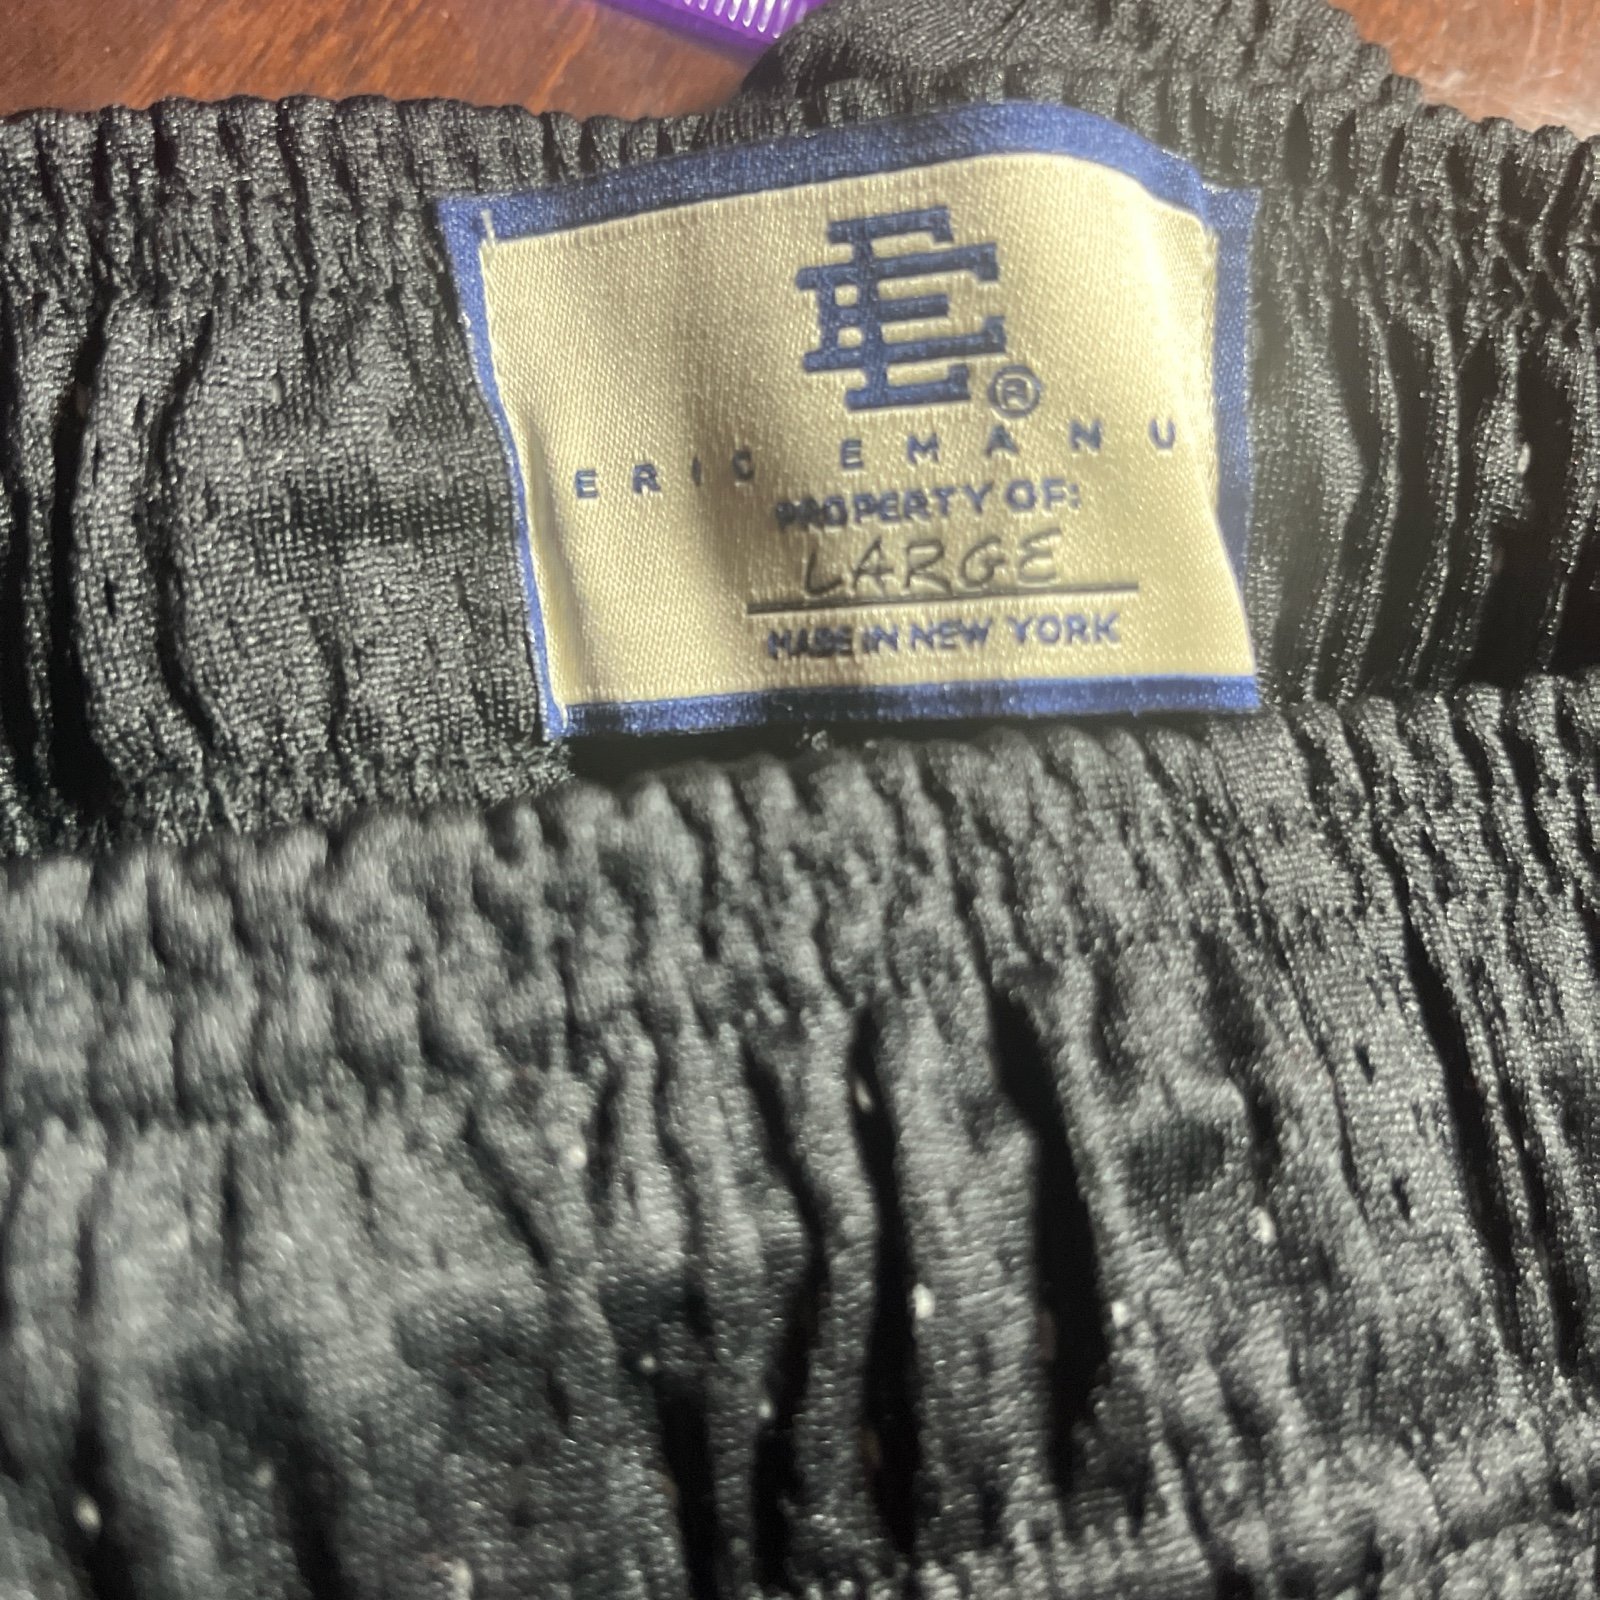 EE®
ERIC EMANU
PROPERTY OF:
LARGE
MADE IN NEW YORK